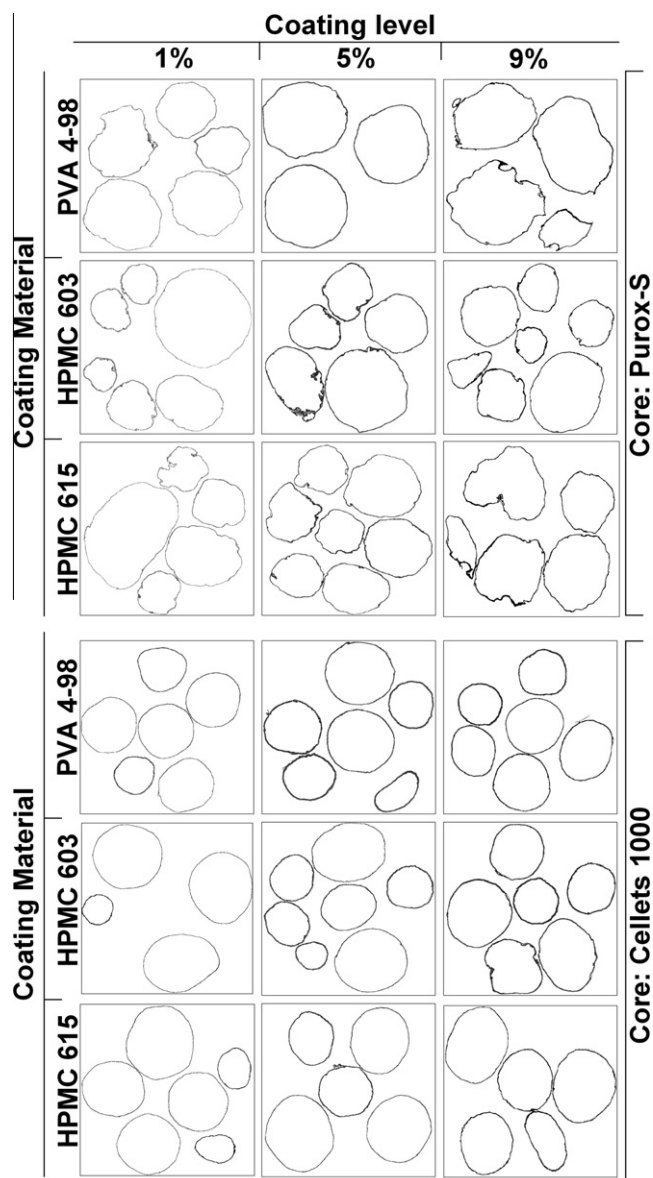 Coating level
1% 5% 9%
Coating Material
PVA 4-98
HPMC 603
HPMC 615
Core: Purox-S
Coating Material
PVA 4-98
HPMC 603
HPMC 615
Core: Cellets 1000